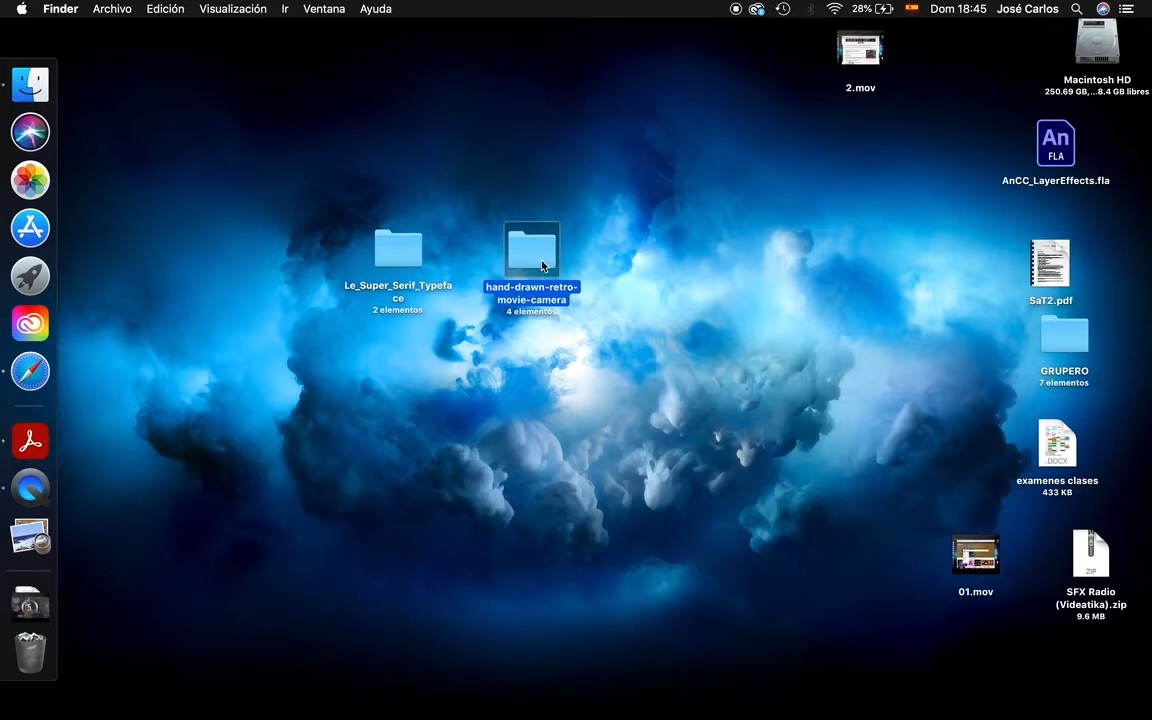 Finder Archivo Edición Visualización Ir Ventana Ayuda 28% Dom 18:45 José Carlos
2.mov
Macintosh HD
250.69 GB,...8.4 GB libres
An
FLA
AnCC_LayerEffects.fla
Le_Super_Serif_Typefa
ce
2 elementos
hand-drawn-retro-
movie-camera
4 elementos
SaT2.pdf
GRUPERO
7 elementos
DOCX
examenes clases
433 KB
01.mov
ZIP
SFX Radio
(Videatika).zip
9.6 MB